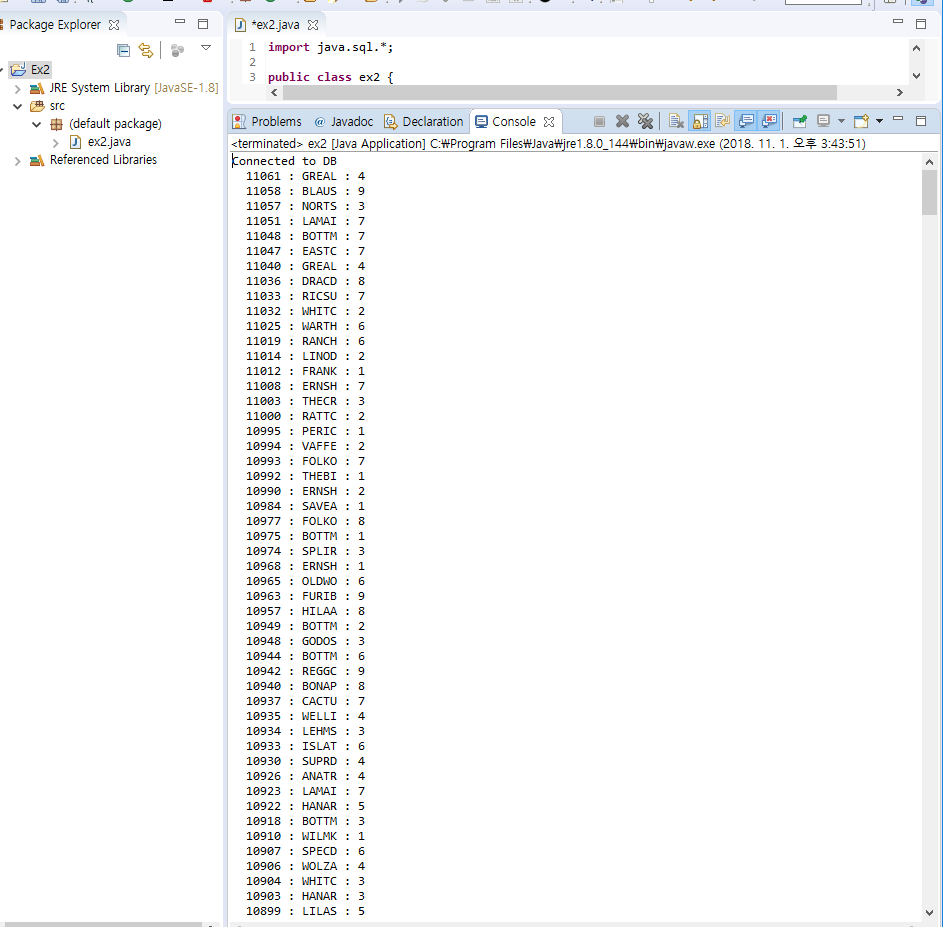 Package Explorer
Ex2
JRE System Library [JavaSE-1.8]
src
(default package)
ex2.java
Referenced Libraries
*ex2.java
1 import java.sql.*;
2
3 public class ex2 {
Problems @ Javadoc Declaration Console
<terminated> ex2 [Java Application] C:₩Program Files₩Java₩jre1.8.0_144₩bin₩javaw.exe (2018. 11. 1. 오후 3:43:51)
Connected to DB
11061 : GREAL : 4
11058 : BLAUS : 9
11057 : NORTS : 3
11051 : LAMAI : 7
11048 : BOTTM : 7
11047 : EASTC : 7
11040 : GREAL : 4
11036 : DRACD : 8
11033 : RICSU : 7
11032 : WHITC : 2
11025 : WARTH : 6
11019 : RANCH : 6
11014 : LINOD : 2
11012 : FRANK : 1
11008 : ERNSH : 7
11003 : THECR : 3
11000 : RATTC : 2
10995 : PERIC : 1
10994 : VAFFE : 2
10993 : FOLKO : 7
10992 : THEBI : 1
10990 : ERNSH : 2
10984 : SAVEA : 1
10977 : FOLKO : 8
10975 : BOTTM : 1
10974 : SPLIR : 3
10968 : ERNSH : 1
10965 : OLDWO : 6
10963 : FURIB : 9
10957 : HILAA : 8
10949 : BOTTM : 2
10948 : GODOS : 3
10944 : BOTTM : 6
10942 : REGGC : 9
10940 : BONAP : 8
10937 : CACTU : 7
10935 : WELLI : 4
10934 : LEHMS : 3
10933 : ISLAT : 6
10930 : SUPRD : 4
10926 : ANATR : 4
10923 : LAMAI : 7
10922 : HANAR : 5
10918 : BOTTM : 3
10910 : WILMK : 1
10907 : SPECD : 6
10906 : WOLZA : 4
10904 : WHITC : 3
10903 : HANAR : 3
10899 : LILAS : 5